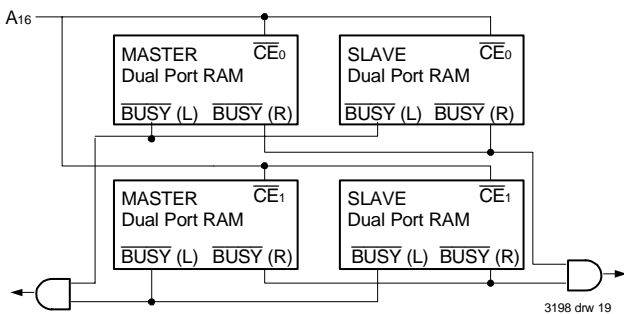 A16
MASTER CE0
Dual Port RAM
BUSY (L) BUSY (R)
SLAVE CE0
Dual Port RAM
BUSY (L) BUSY (R)
MASTER CE1
Dual Port RAM
BUSY (L) BUSY (R)
SLAVE CE1
Dual Port RAM
BUSY (L) BUSY (R)
3198 drw 19